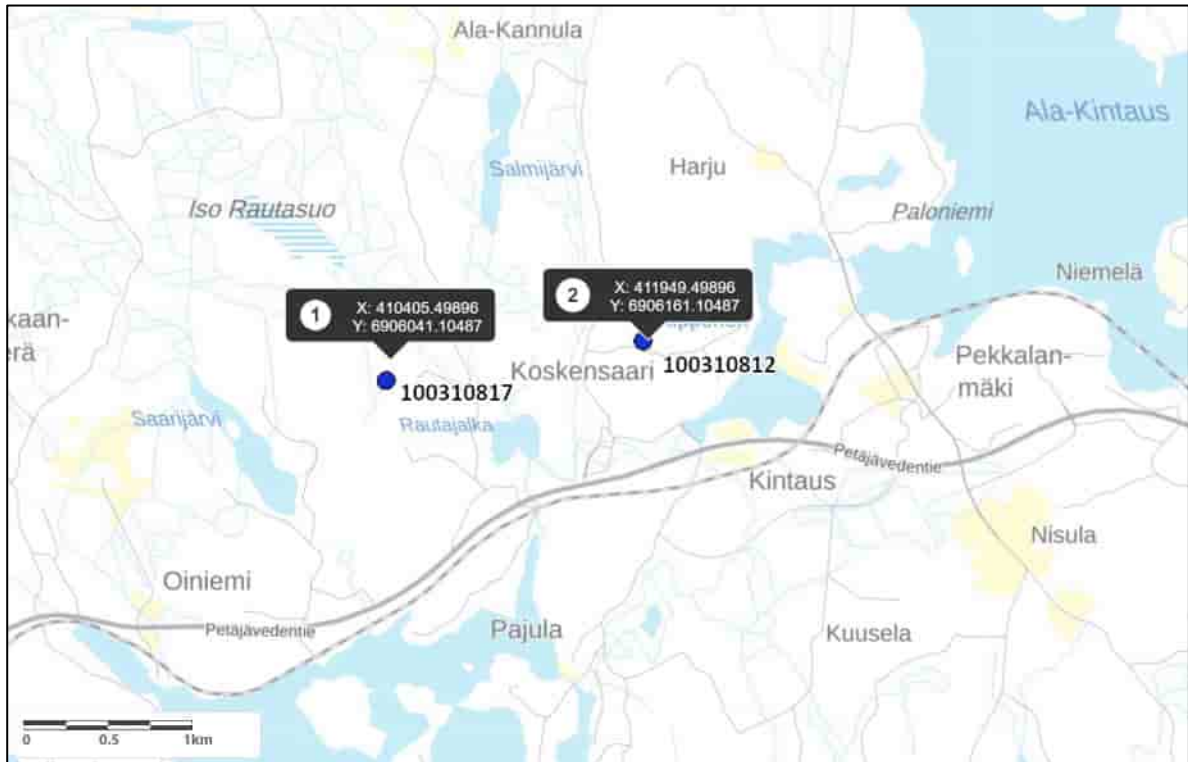 Ala-Kannula
Ala-Kintaus
Salmijärvi
Harju
Iso Rautasuo
Paloniemi
Niemelä
1
X: 410405.49896
Y: 6906041.10487
2
X: 411949.49896
Y: 6906161.10487
kaan-
erä
Koskensaari
100310812
Pekkalan-
mäki
100310817
Saarijärvi
Rautajalka
Petäjävedentie
Kintaus
Nisula
Oiniemi
Petäjävedentie
Pajula
Kuusela
0
0.5
1km